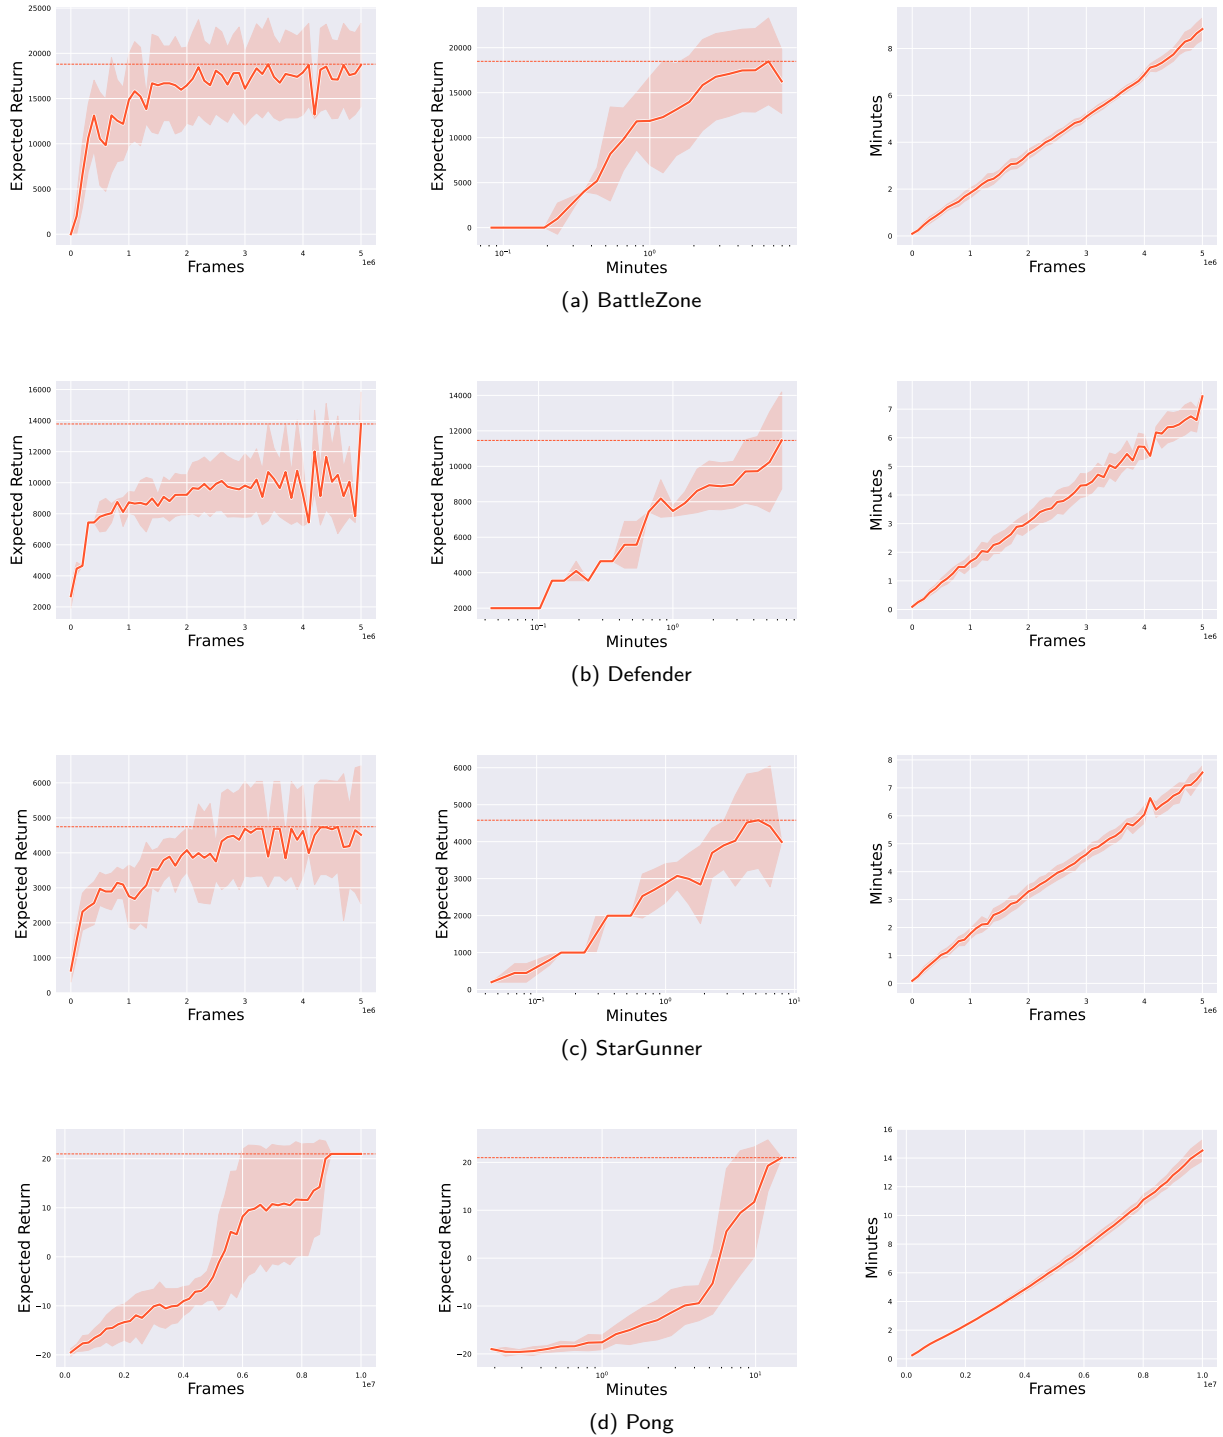 25000
20000
15000
10000
5000
0
Expected Return
0 1 2 3 4 5
1e6
Frames
20000
15000
10000
5000
0
Expected Return
10⁻¹ 10⁰
Minutes
8
6
4
2
0
Minutes
0 1 2 3 4 5
1e6
Frames
(a) BattleZone
16000
14000
12000
10000
8000
6000
4000
2000
Expected Return
0 1 2 3 4 5
1e6
Frames
14000
12000
10000
8000
6000
4000
2000
Expected Return
10⁻¹ 10⁰
Minutes
7
6
5
4
3
2
1
0
Minutes
0 1 2 3 4 5
1e6
Frames
(b) Defender
6000
5000
4000
3000
2000
1000
0
Expected Return
0 1 2 3 4 5
1e6
Frames
6000
5000
4000
3000
2000
1000
0
Expected Return
10⁻¹ 10⁰ 10¹
Minutes
8
7
6
5
4
3
2
1
0
Minutes
0 1 2 3 4 5
1e6
Frames
(c) StarGunner
20
10
0
−10
−20
Expected Return
0.0 0.2 0.4 0.6 0.8 1.0
1e7
Frames
20
10
0
−10
−20
Expected Return
10⁰ 10¹
Minutes
16
14
12
10
8
6
4
2
0
Minutes
0.0 0.2 0.4 0.6 0.8 1.0
1e7
Frames
(d) Pong